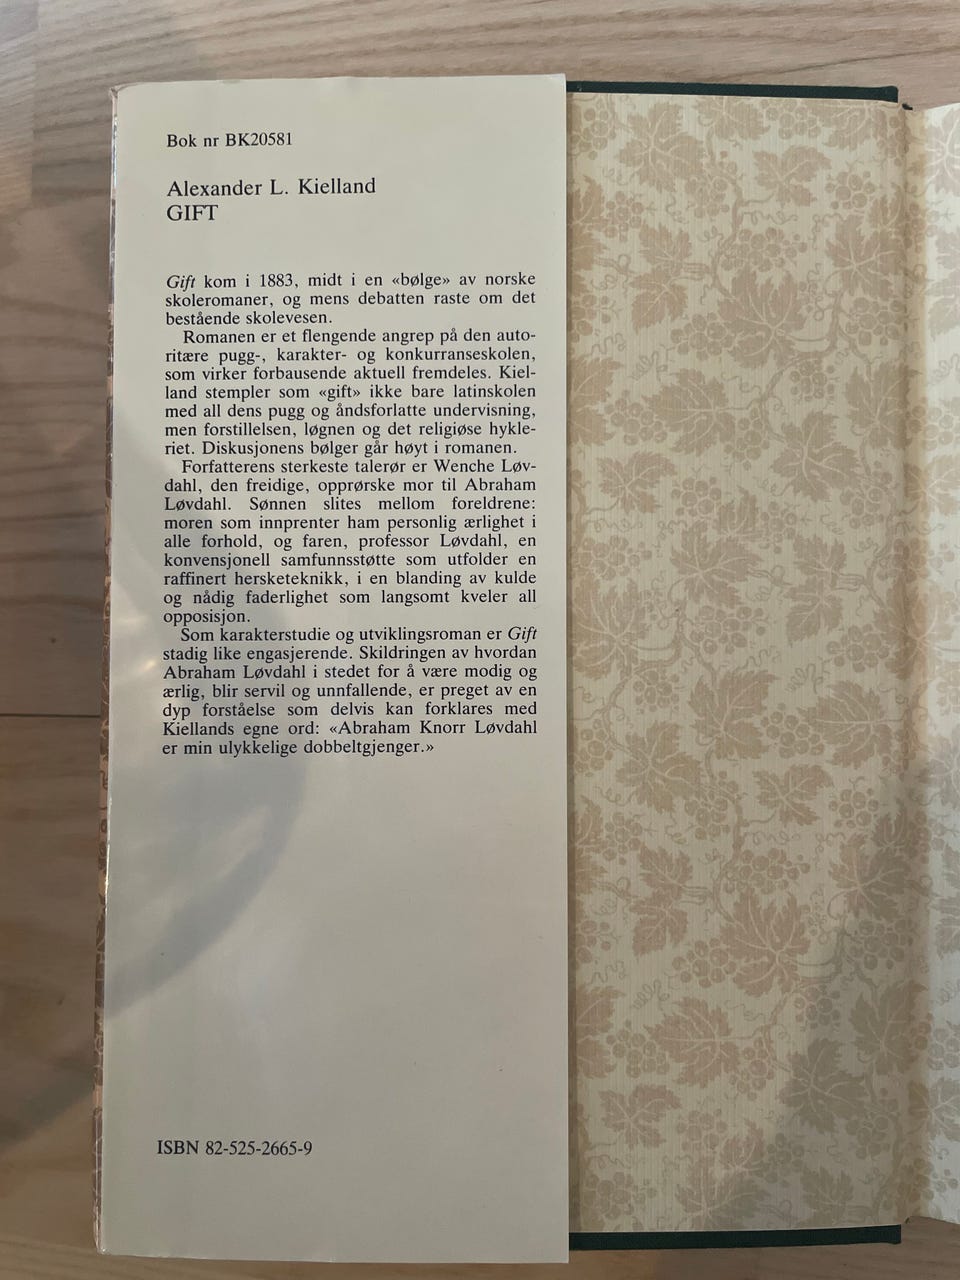 Bok nr BK20581
Alexander L. Kielland
GIFT
Gift kom i 1883, midt i en «bølge» av norske
skoleromaner, og mens debatten raste om det
bestående skolevesen.
Romanen er et flengende angrep på den auto-
ritære pugg-, karakter- og konkurranseskolen,
som virker forbausende aktuell fremdeles. Kiel-
land stempler som «gift» ikke bare latinskolen
med all dens pugg og åndsforlatte undervisning,
men forstillelsen, løgnen og det religiøse hykle-
riet. Diskusjonens bølger går høyt i romanen.
Forfatterens sterkeste talerør er Wenche Løv-
dahl, den freidige, opprørske mor til Abraham
Løvdahl. Sønnen slites mellom foreldrene:
moren som innprenter ham personlig ærlighet i
alle forhold, og faren, professor Løvdahl, en
konvensjonell samfunnsstøtte som utfolder en
raffinert hersketeknikk, i en blanding av kulde
og nådig faderlighet som langsomt kveler all
opposisjon.
Som karakterstudie og utviklingsroman er Gift
stadig like engasjerende. Skildringen av hvordan
Abraham Løvdahl i stedet for å være modig og
ærlig, blir servil og unnfallende, er preget av en
dyp forståelse som delvis kan forklares med
Kiellands egne ord: «Abraham Knorr Løvdahl
er min ulykkelige dobbeltgjenger.»
ISBN 82-525-2665-9